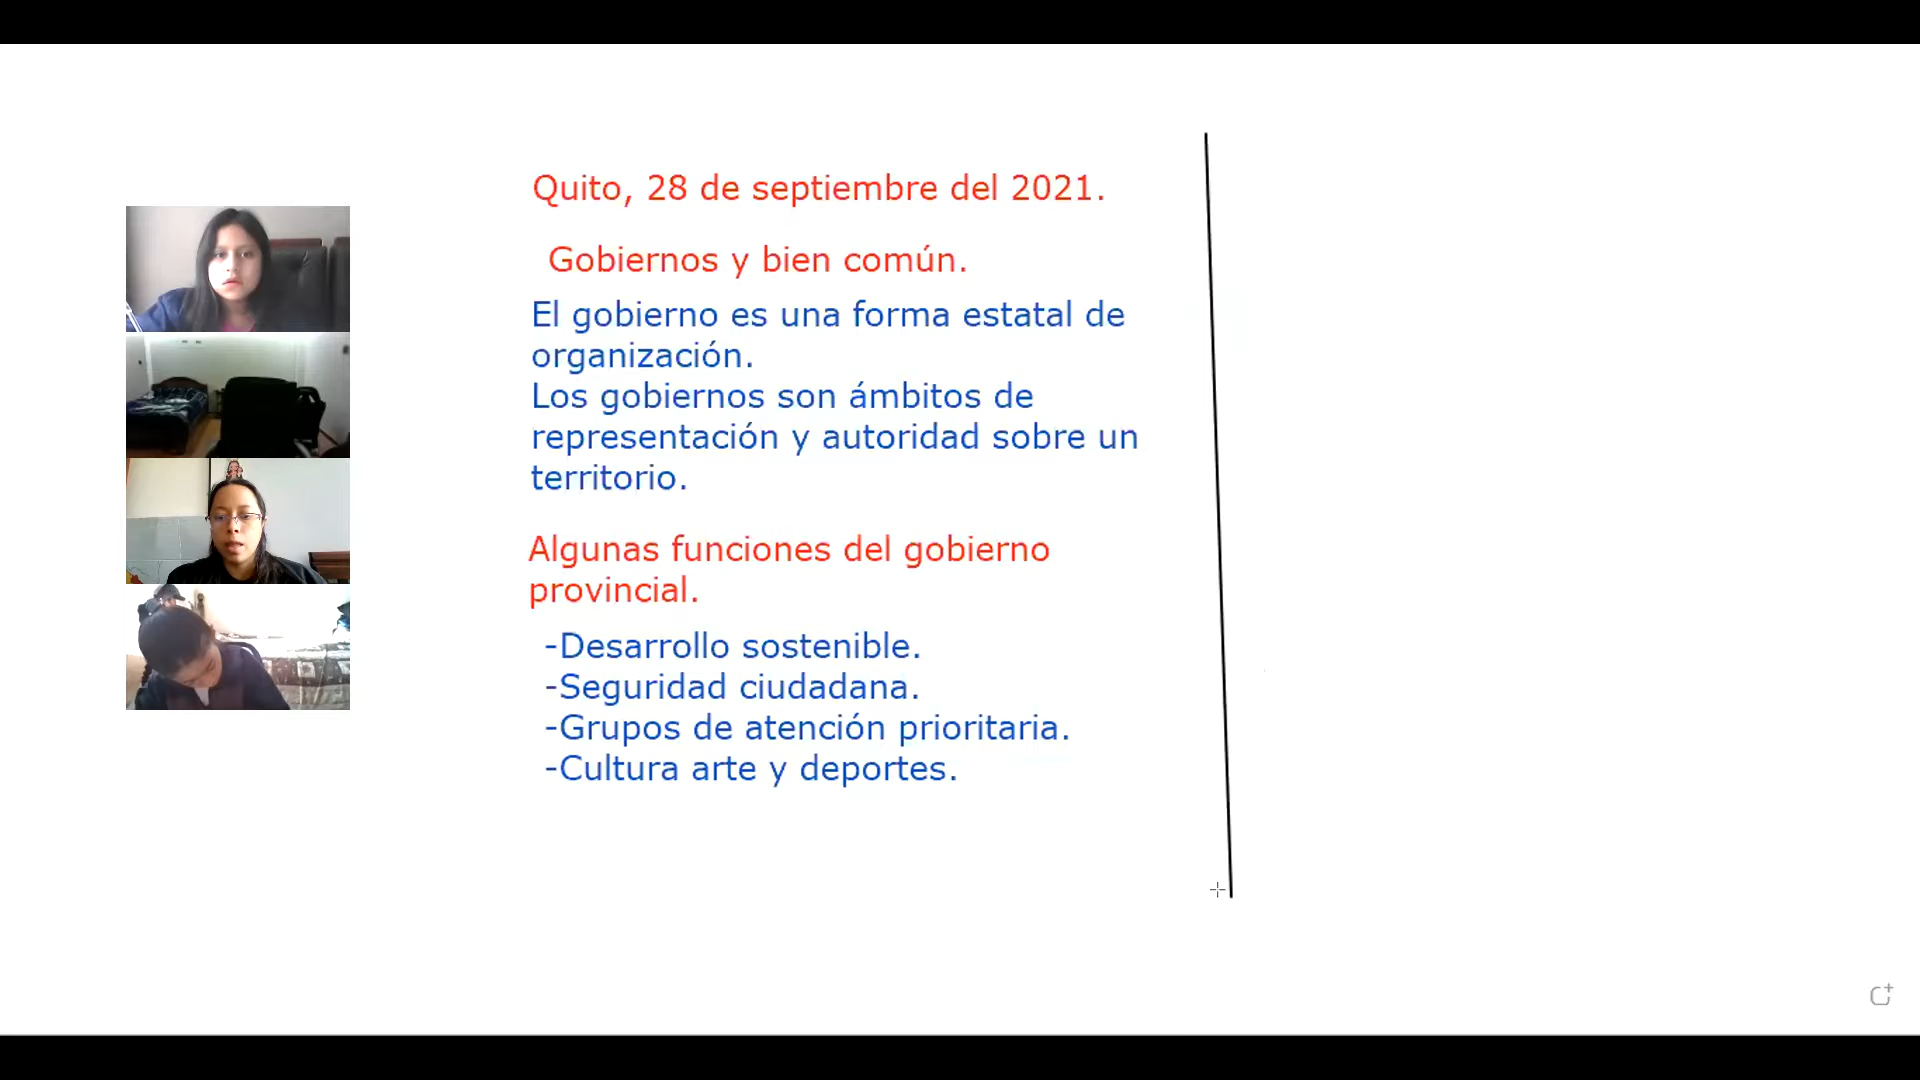 Quito, 28 de septiembre del 2021.
Gobiernos y bien común.
El gobierno es una forma estatal de
organización.
Los gobiernos son ámbitos de
representación y autoridad sobre un
territorio.
Algunas funciones del gobierno
provincial.
-Desarrollo sostenible.
-Seguridad ciudadana.
-Grupos de atención prioritaria.
-Cultura arte y deportes.